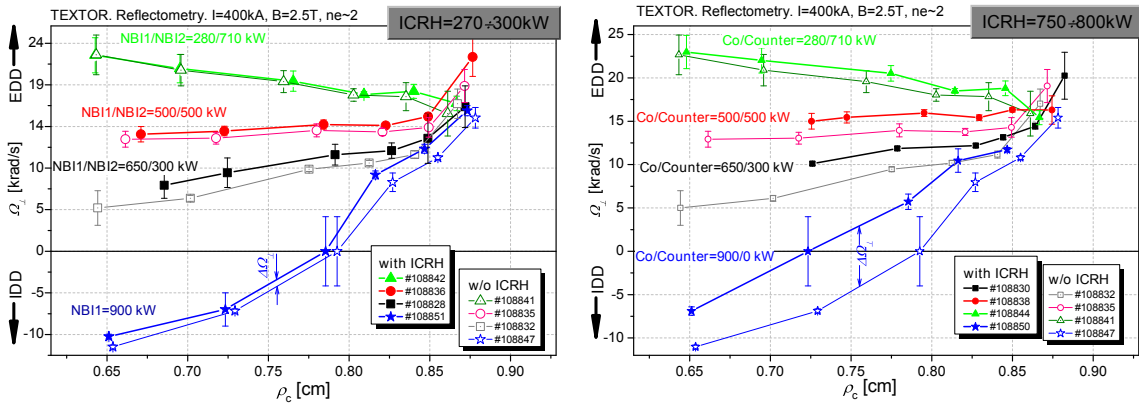 TEXTOR. Reflectometry. I=400kA, B=2.5T, ne~2
ICRH=270÷300kW
NBI1/NBI2=280/710 kW
NBI1/NBI2=500/500 kW
NBI1/NBI2=650/300 kW
NBI1=900 kW
ΔΩ⊥
EDD
Ω⊥ [krad/s]
IDD
24
19
14
10
5
0
-5
-10
with ICRH
#108842
#108836
#108828
#108851
w/o ICRH
#108841
#108835
#108832
#108847
0.65 0.70 0.75 0.80 0.85 0.90
ρc [cm]
TEXTOR. Reflectometry. I=400kA, B=2.5T, ne~2
ICRH=750÷800kW
Co/Counter=280/710 kW
Co/Counter=500/500 kW
Co/Counter=650/300 kW
Co/Counter=900/0 kW
ΔΩ⊥
EDD
Ω⊥ [krad/s]
IDD
25
20
15
10
5
0
-5
-10
with ICRH
#108830
#108838
#108844
#108850
w/o ICRH
#108832
#108835
#108841
#108847
0.65 0.70 0.75 0.80 0.85 0.90
ρc [cm]